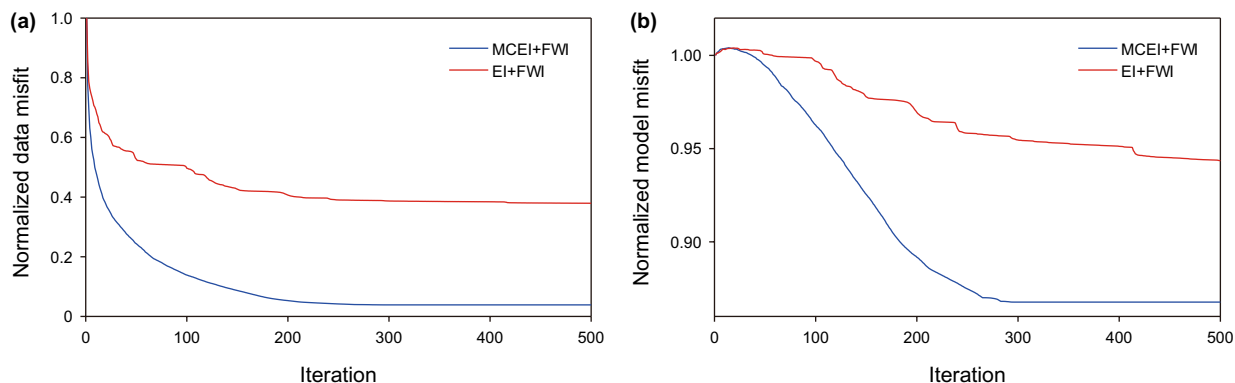 (a)
Normalized data misfit
1.0
0.8
0.6
0.4
0.2
0
0
100
200
300
400
500
Iteration
MCEI+FWI
EI+FWI
(b)
Normalized model misfit
1.00
0.95
0.90
0
100
200
300
400
500
Iteration
MCEI+FWI
EI+FWI